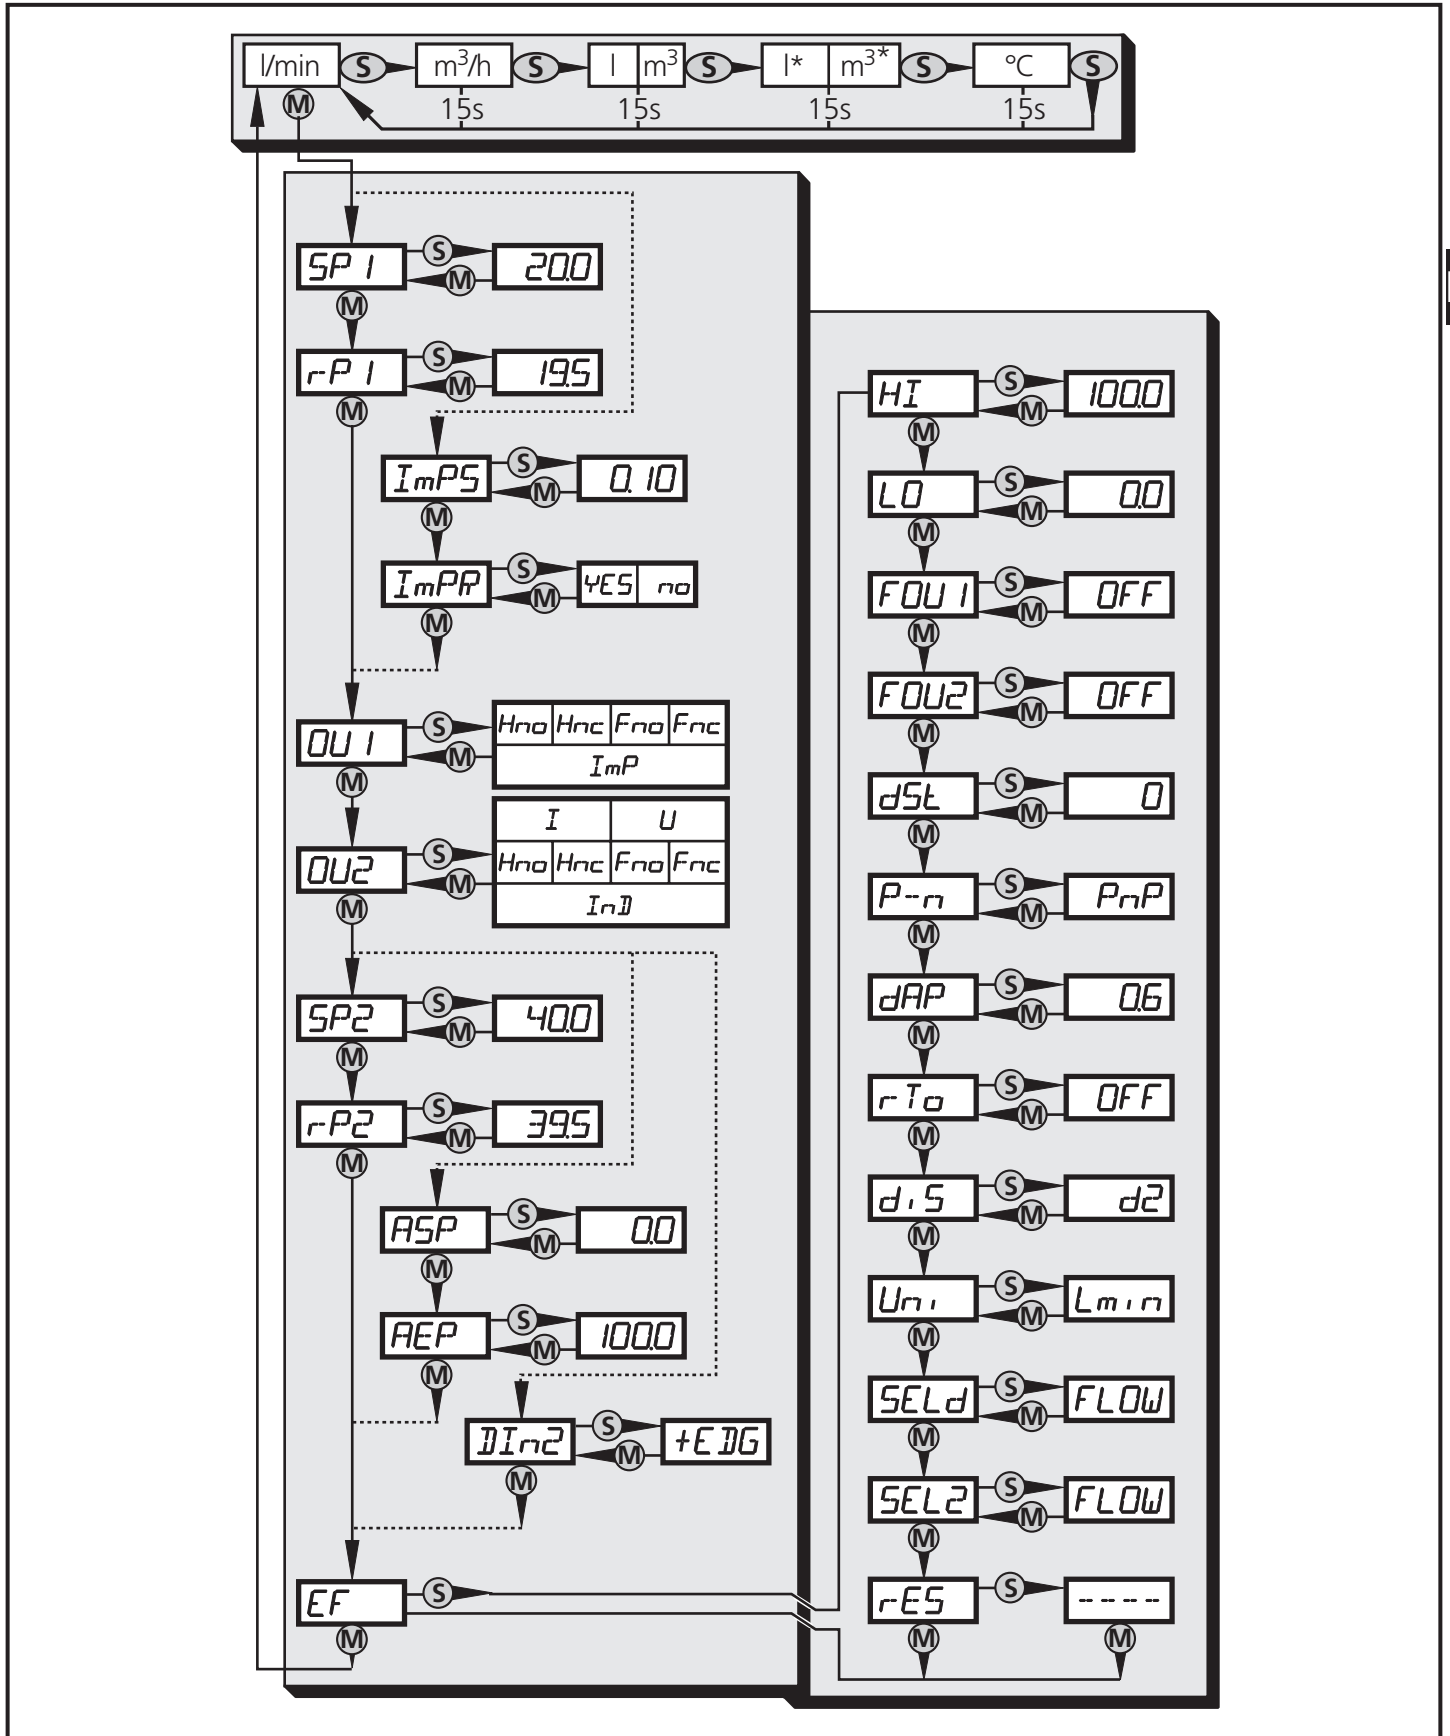 l/min S m³/h S l m³ S l* m³* S °C S
M 15s 15s 15s 15s
SP1 S 20.0
M
M
rP1 S 19.5
M
M
ImPS S 0.10
M
M
ImPR S YES no
M
M
OU1 S Hno Hnc Fno Fnc
M ImP
M
I U
OU2 S Hno Hnc Fno Fnc
M InD
M
SP2 S 40.0
M
M
rP2 S 39.5
M
M
ASP S 0.0
M
M
AEP S 100.0
M
M
DIn2 S +EDG
M
M
EF S
M
HI S 100.0
M
M
LO S 0.0
M
M
FOU1 S OFF
M
M
FOU2 S OFF
M
M
dSt S 0
M
M
P-n S PnP
M
M
dAP S 0.6
M
M
rTo S OFF
M
M
diS S d2
M
M
Uni S Lmin
M
M
SELd S FLOW
M
M
SEL2 S FLOW
M
M
rES S ----
M M